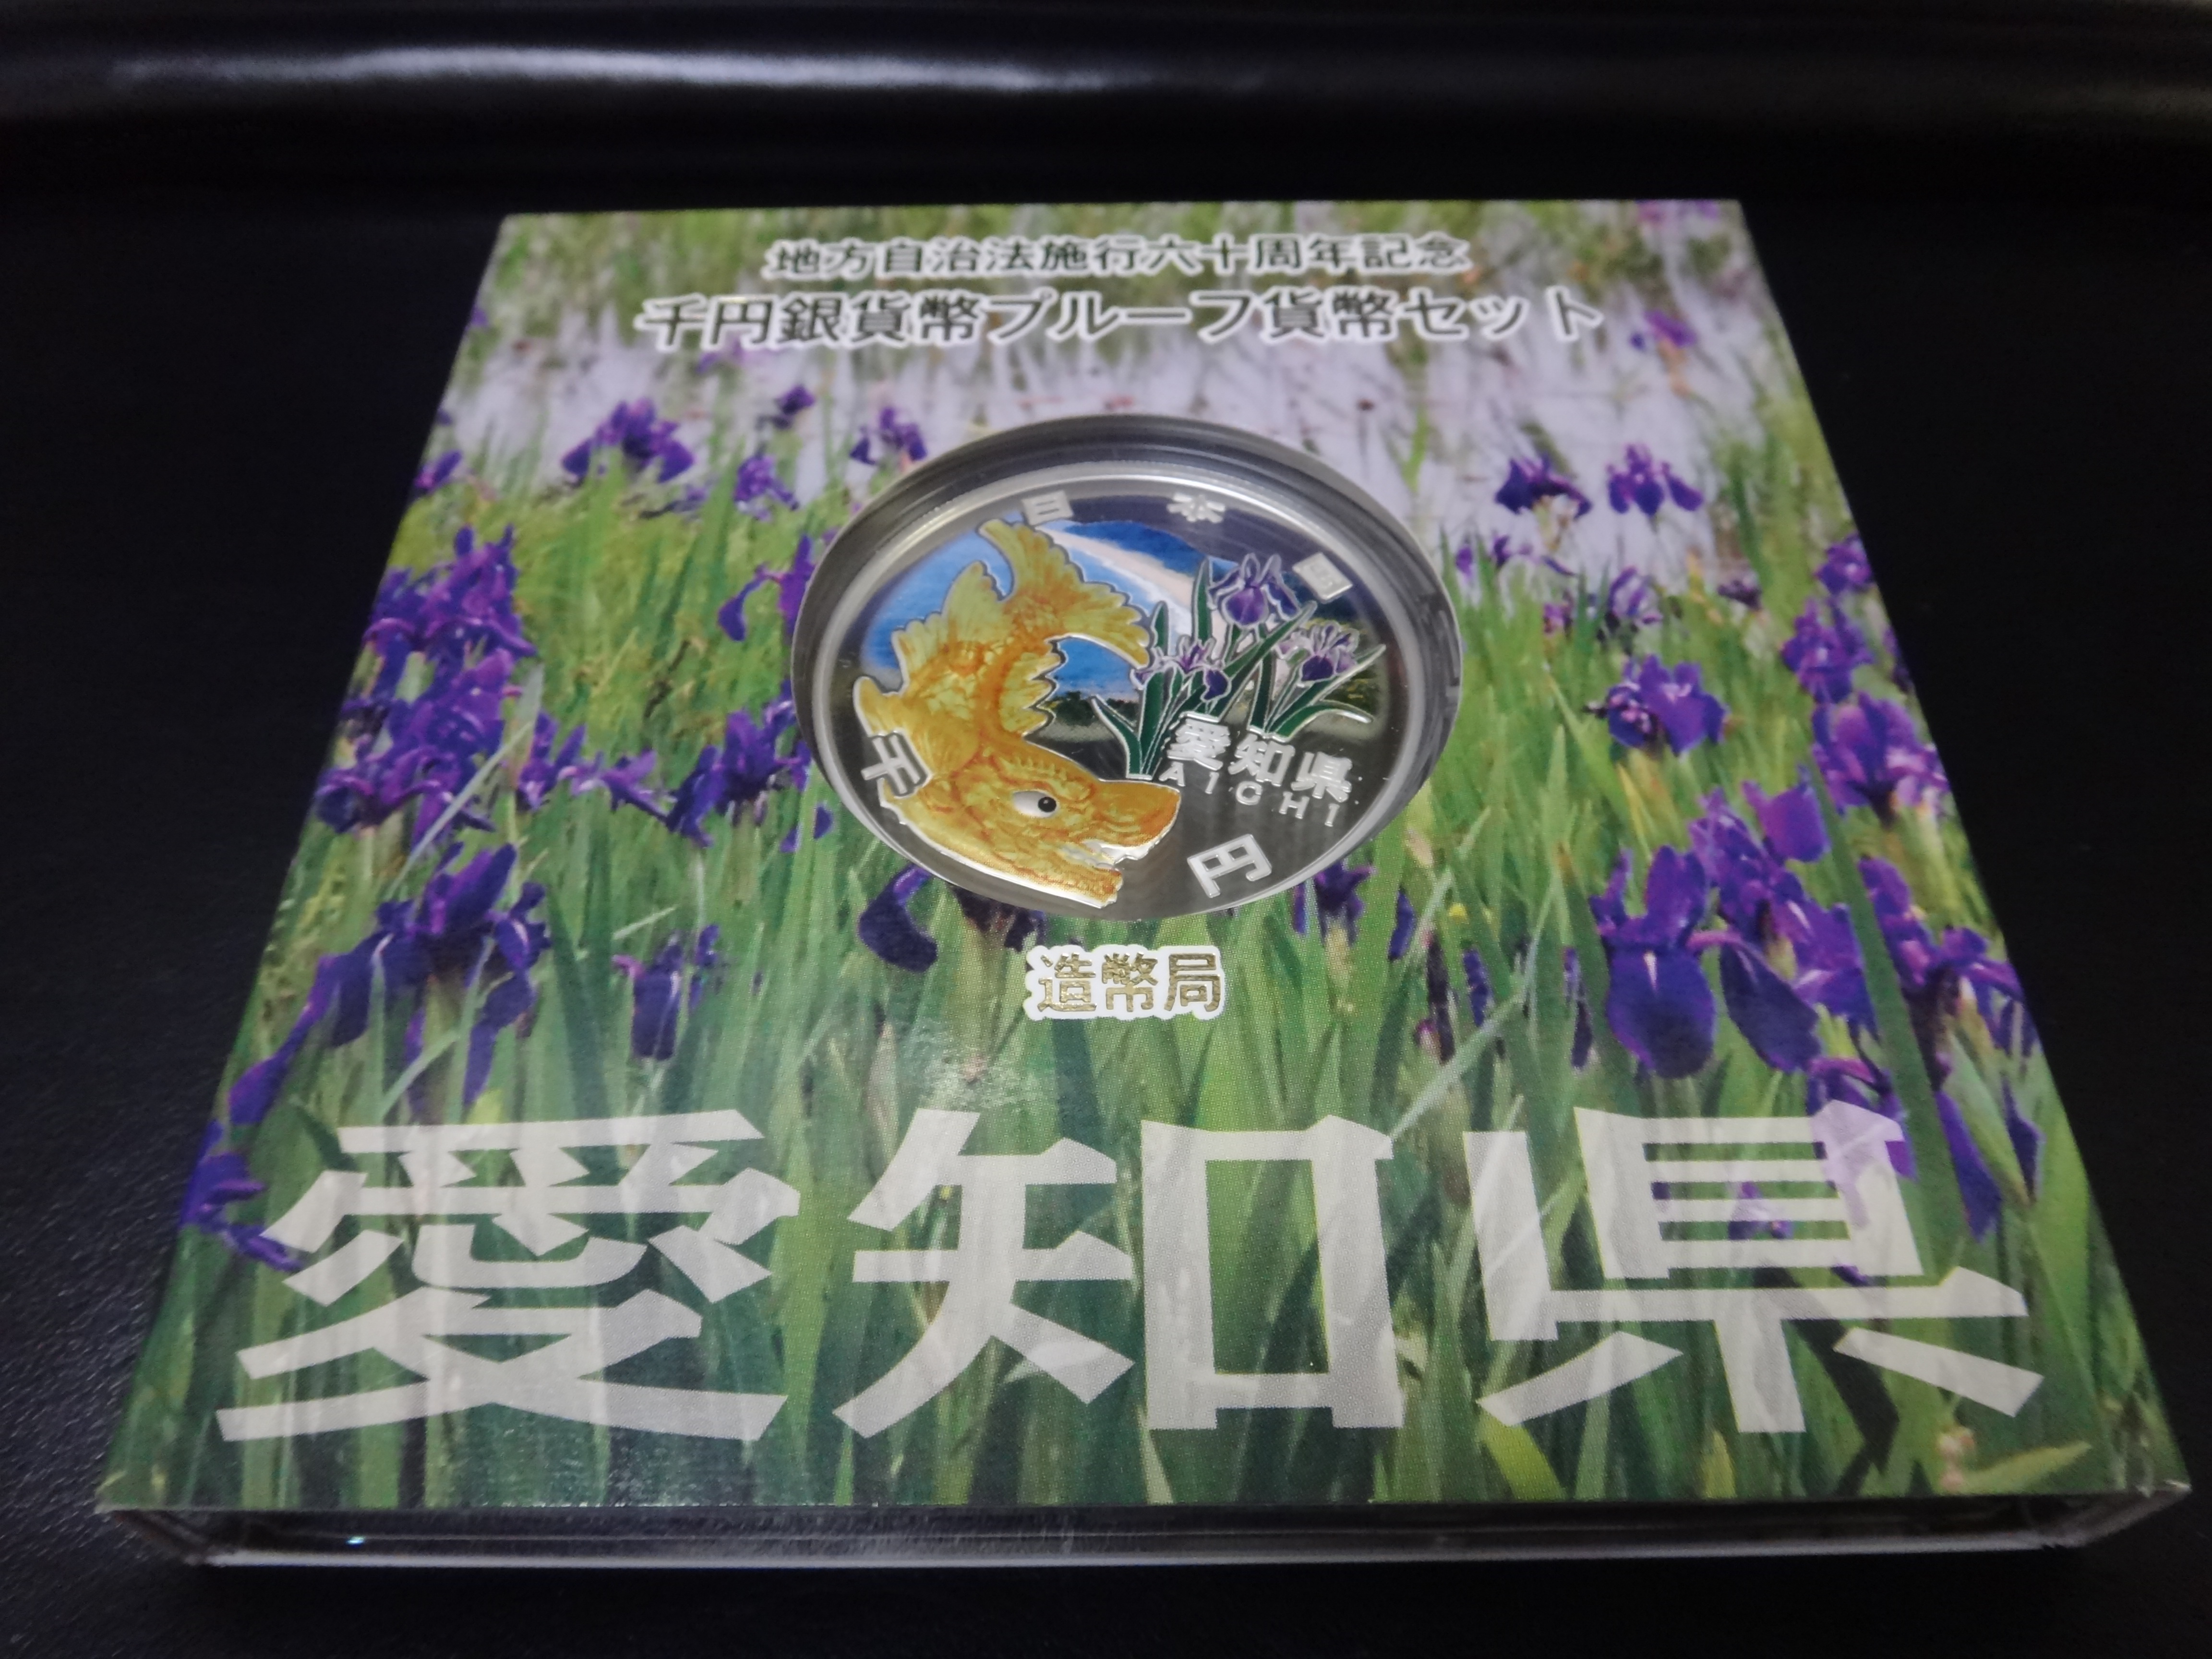 地方自治法施行六十周年記念
千円銀貨幣プルーフ貨幣セット
日本国
愛知県
AICHI
千円
造幣局
愛知県